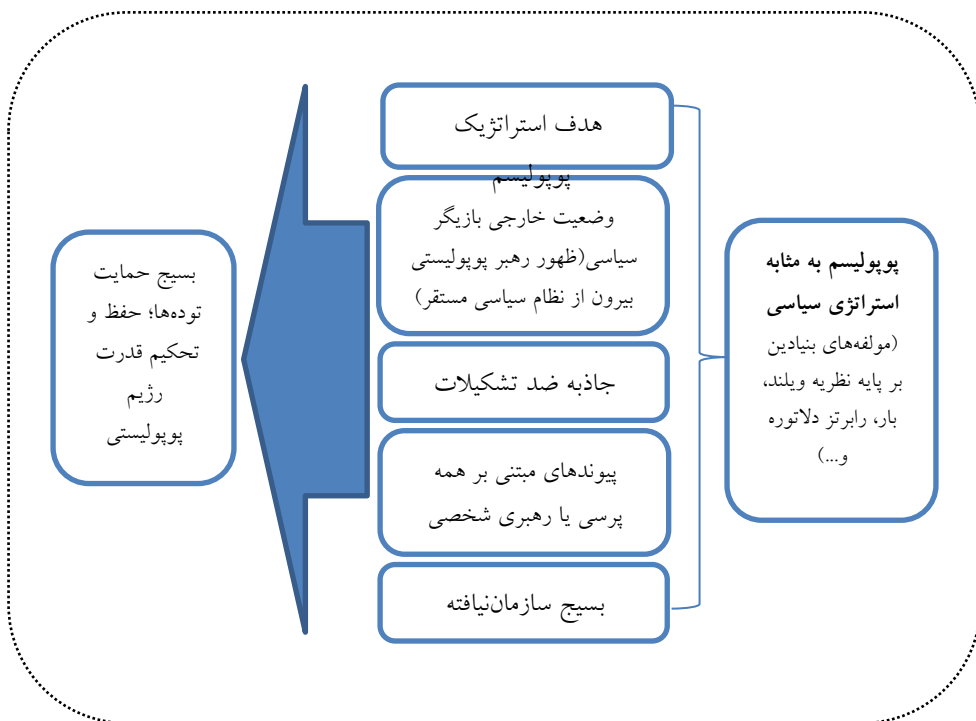 پوپولیسم به مثابه
استراتژی سیاسی
(مولفه‌های بنیادین
بر پایه نظریه ویلند،
بار، رابرتز دلاتوره
و...)
هدف استراتژیک
پوپولیسم
وضعیت خارجی بازیگر
سیاسی(ظهور رهبر پوپولیستی
بیرون از نظام سیاسی مستقر)
جاذبه ضد تشکیلات
پیوندهای مبتنی بر همه
پرسی یا رهبری شخصی
بسیج سازمان‌نیافته
بسیج حمایت
توده‌ها؛ حفظ و
تحکیم قدرت
رژیم
پوپولیستی